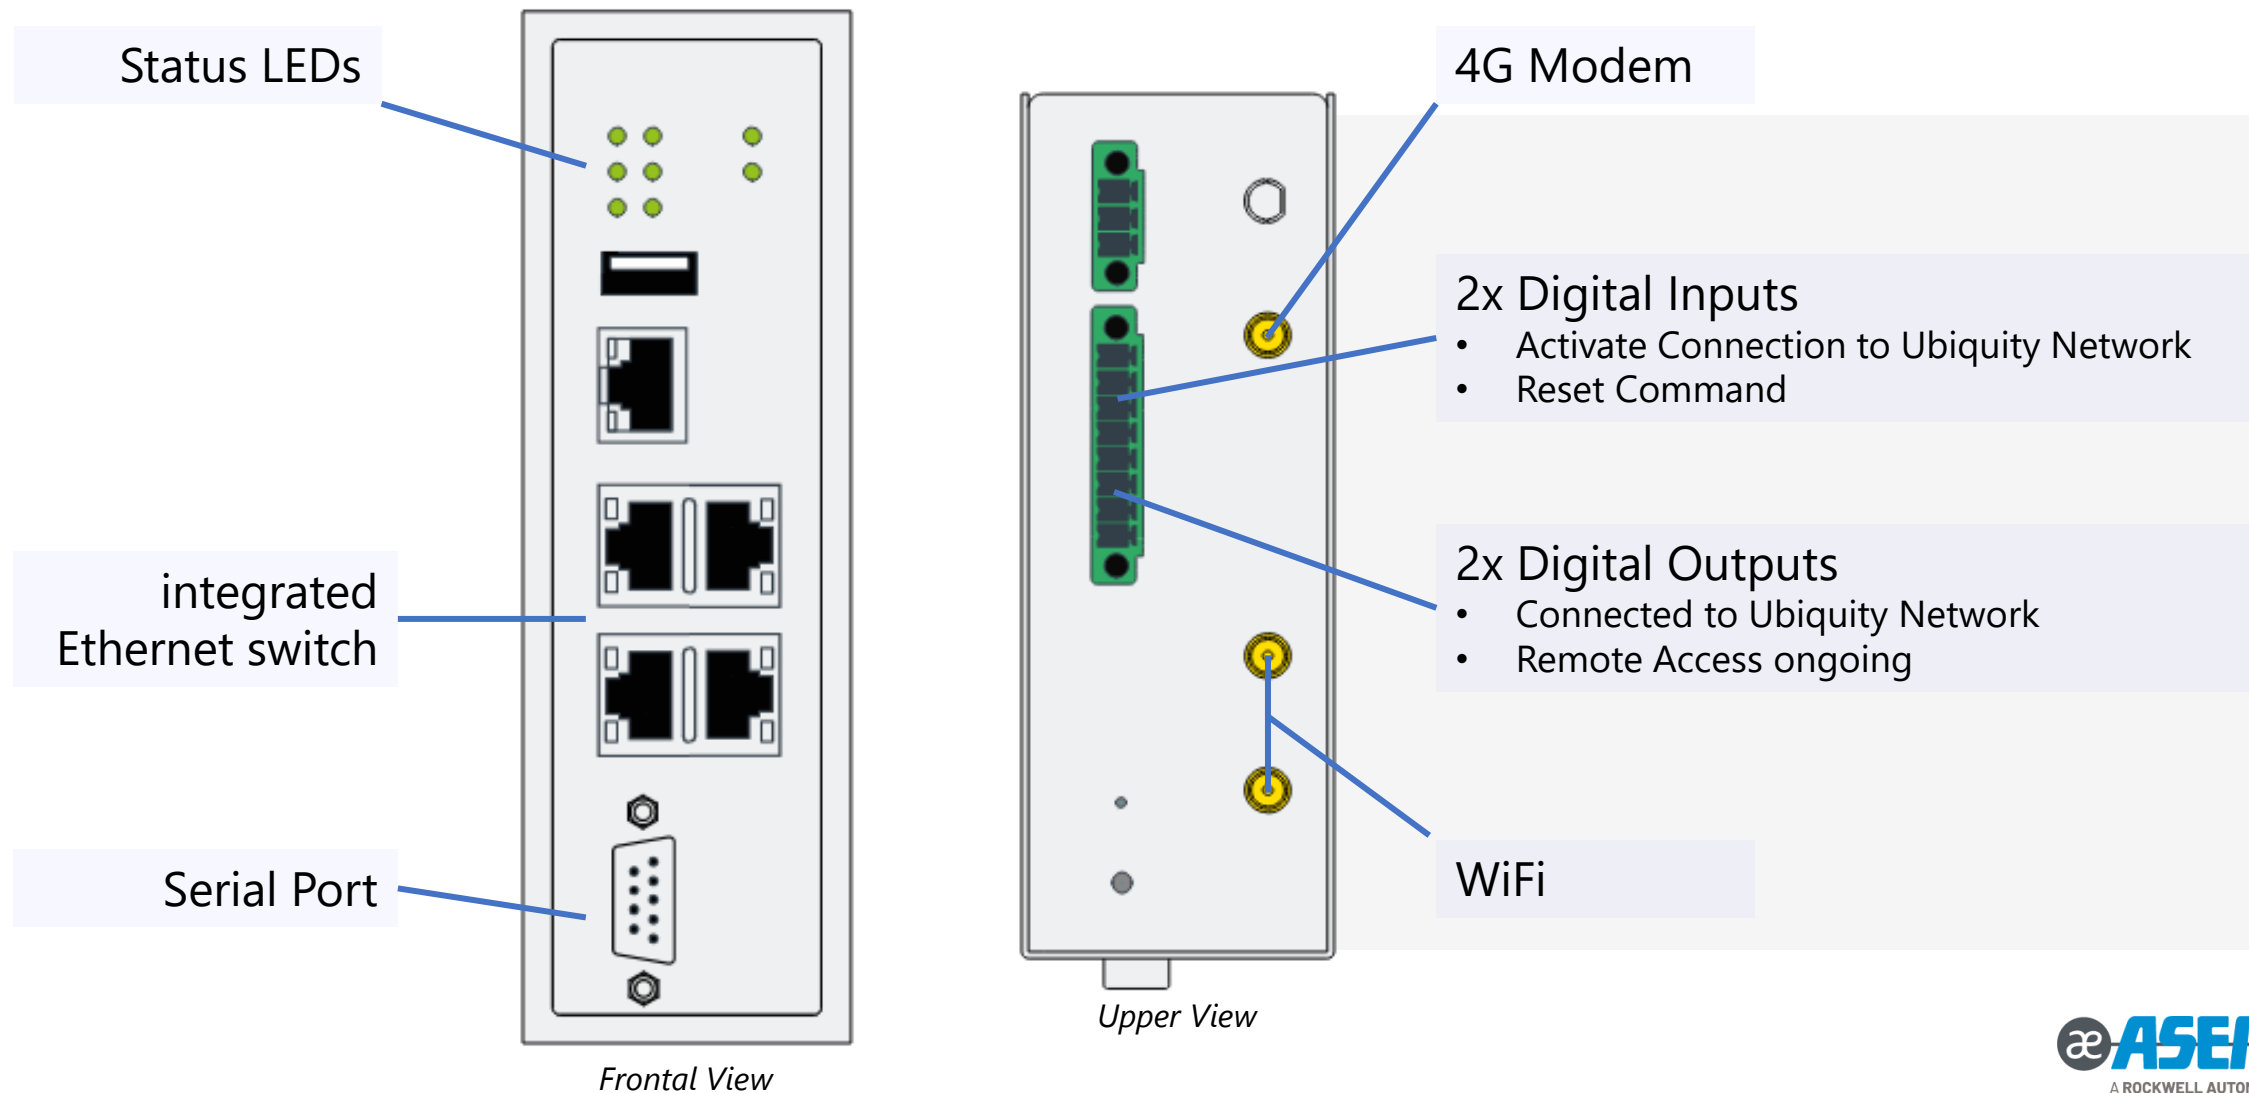 Status LEDs
integrated
Ethernet switch
Serial Port
Frontal View
4G Modem
2x Digital Inputs
• Activate Connection to Ubiquity Network
• Reset Command
2x Digital Outputs
• Connected to Ubiquity Network
• Remote Access ongoing
WiFi
Upper View
æ
A ROCKWELL